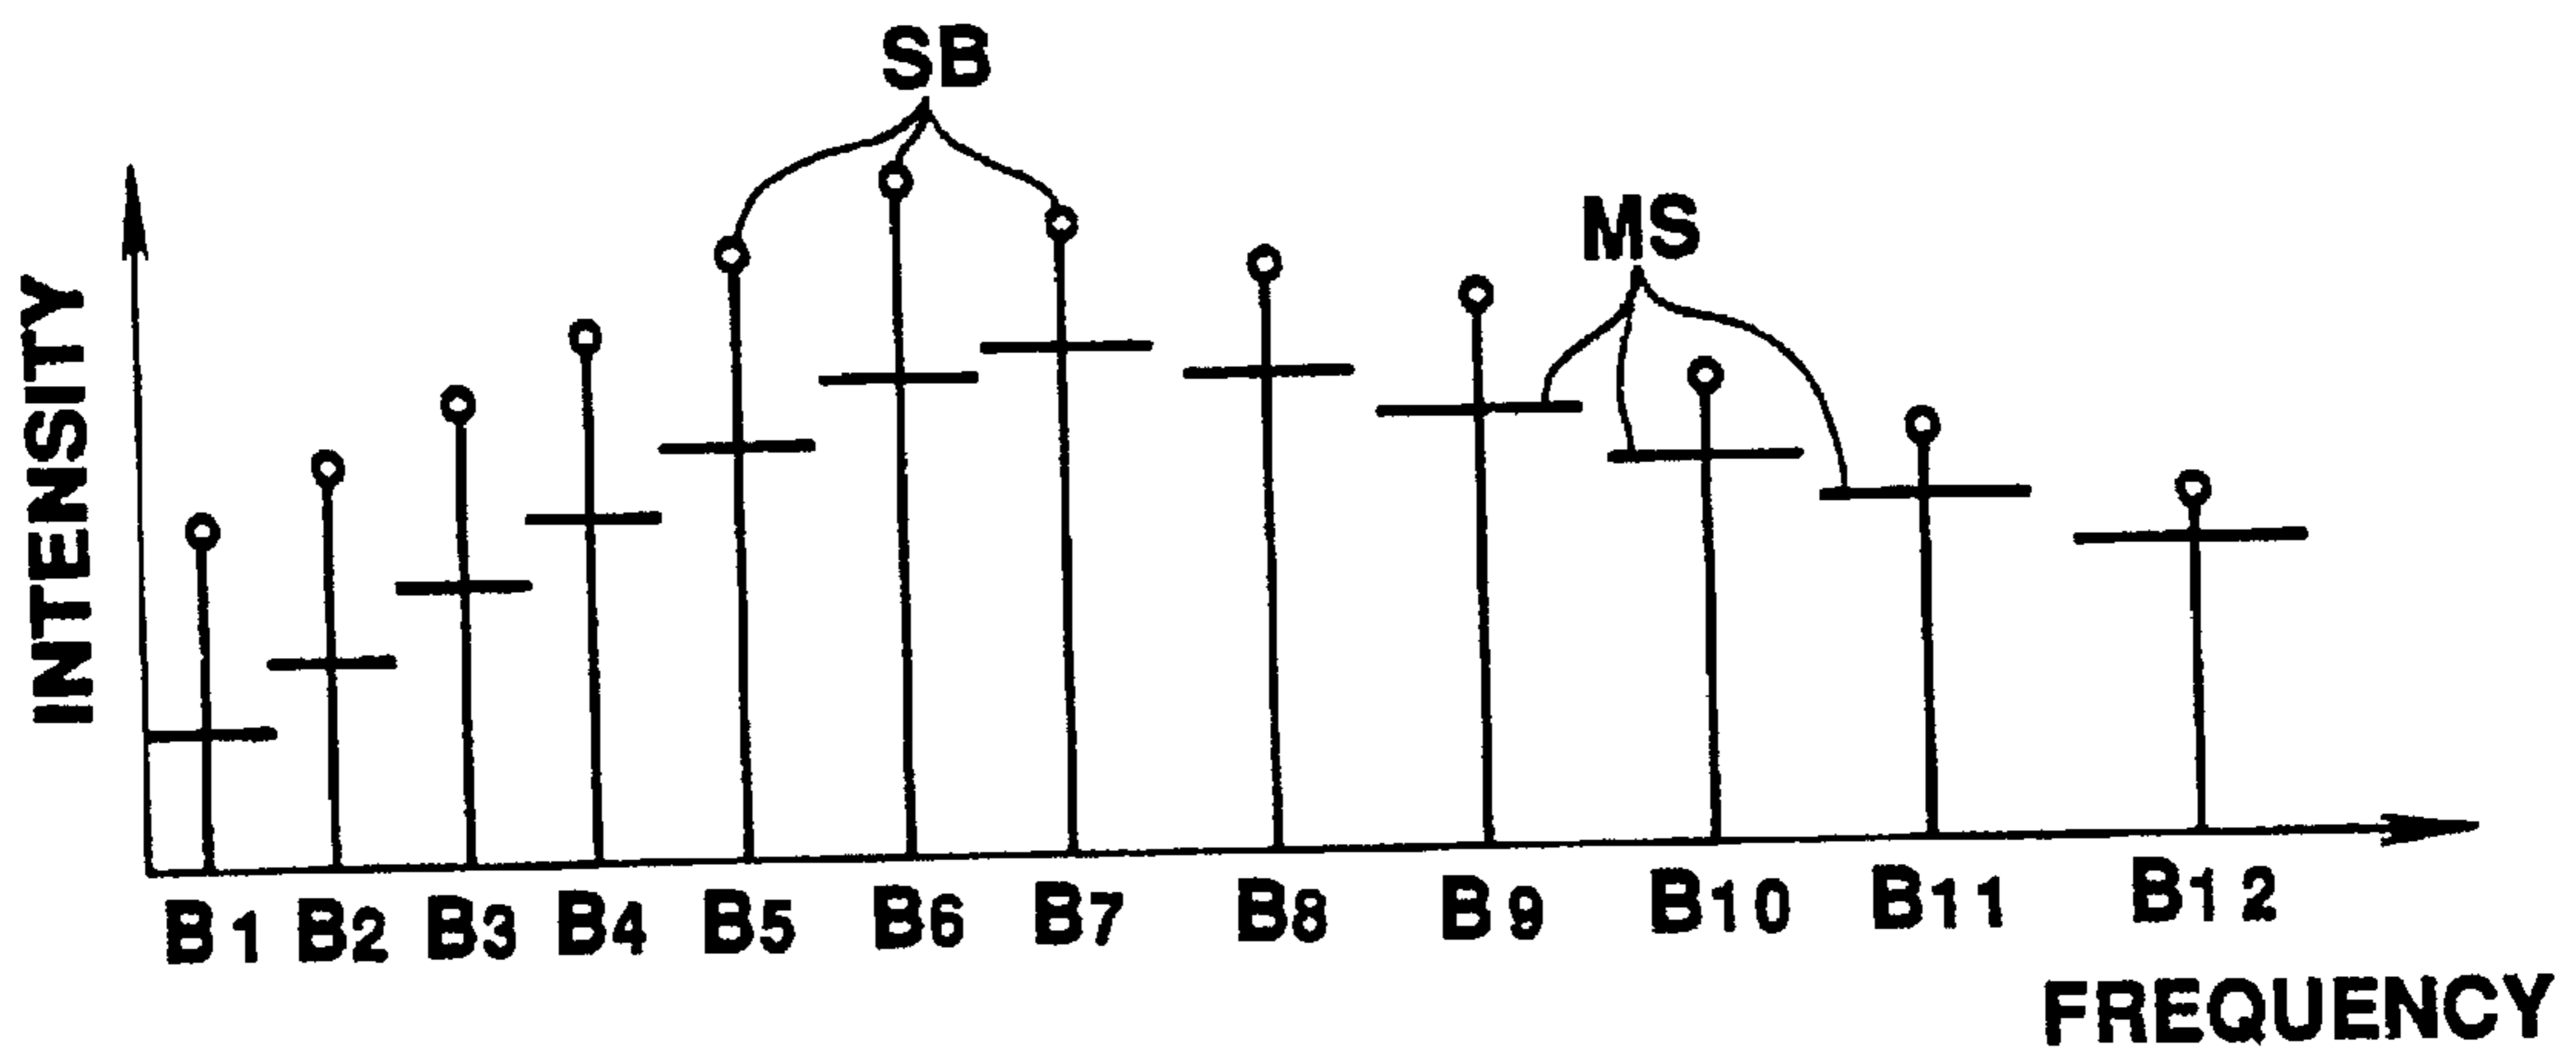 SB
MS
INTENSITY
B1 B2 B3 B4 B5 B6 B7 B8 B9 B10 B11 B12
FREQUENCY